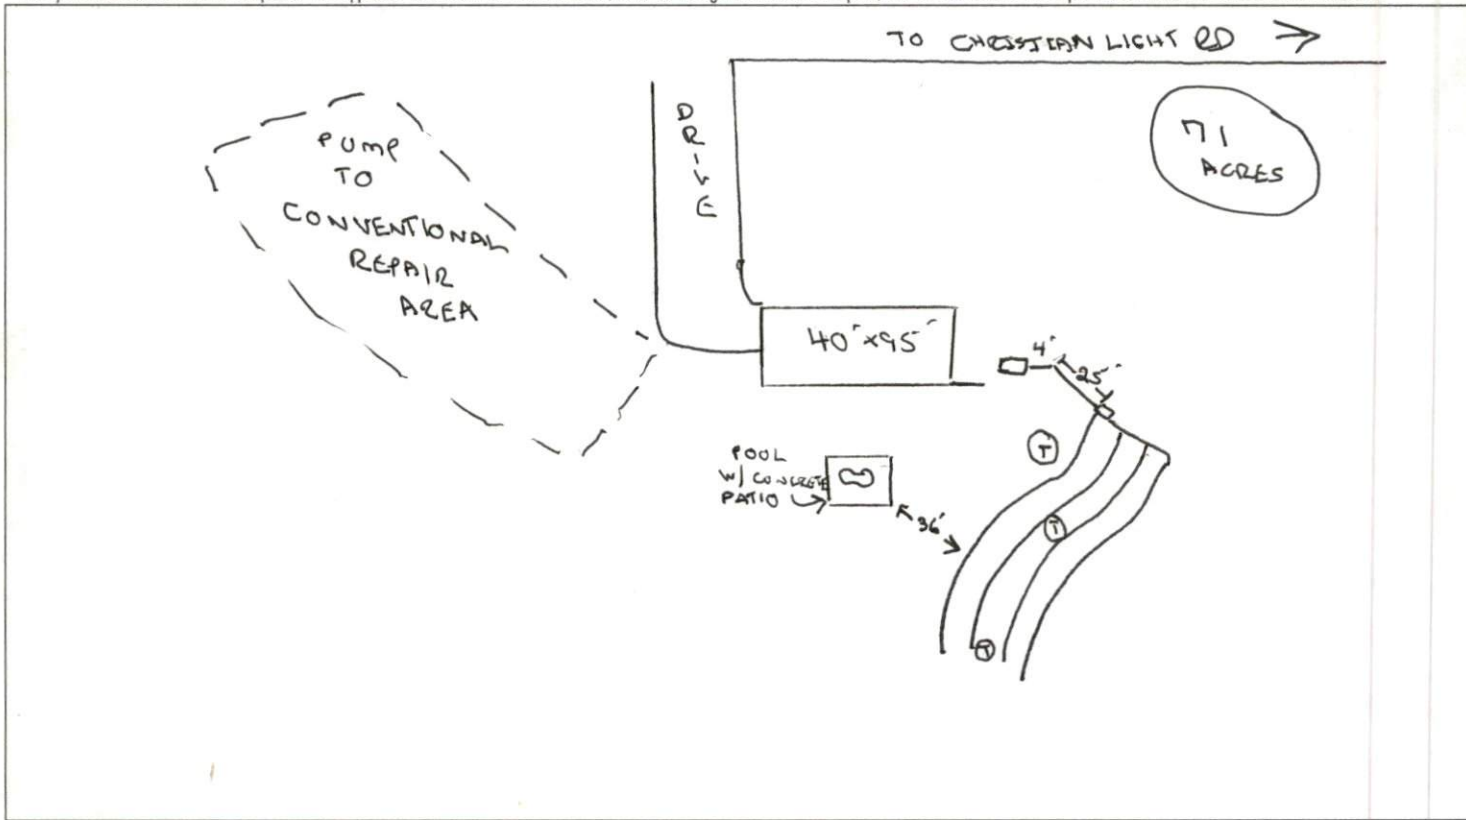 TO CHRISTIAN LIGHT RD
71
ACRES
DRIVE
PUMP
TO
CONVENTIONAL
REPAIR
AREA
40'x95'
4'
25'
T
POOL
W/ CONCRETE
PATIO
36'
T
T